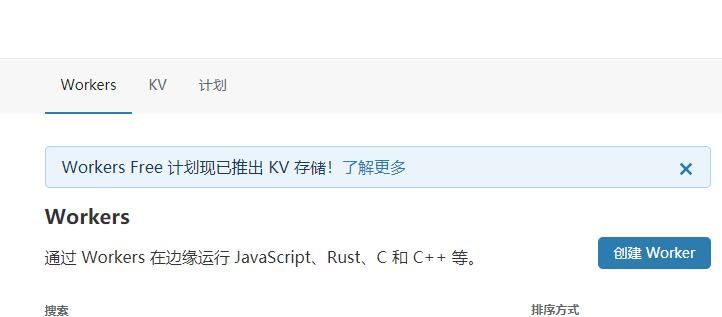 Workers KV 计划
Workers Free 计划现已推出 KV 存储！了解更多
Workers
通过 Workers 在边缘运行 JavaScript、Rust、C 和 C++ 等。
创建 Worker
搜索 排序方式